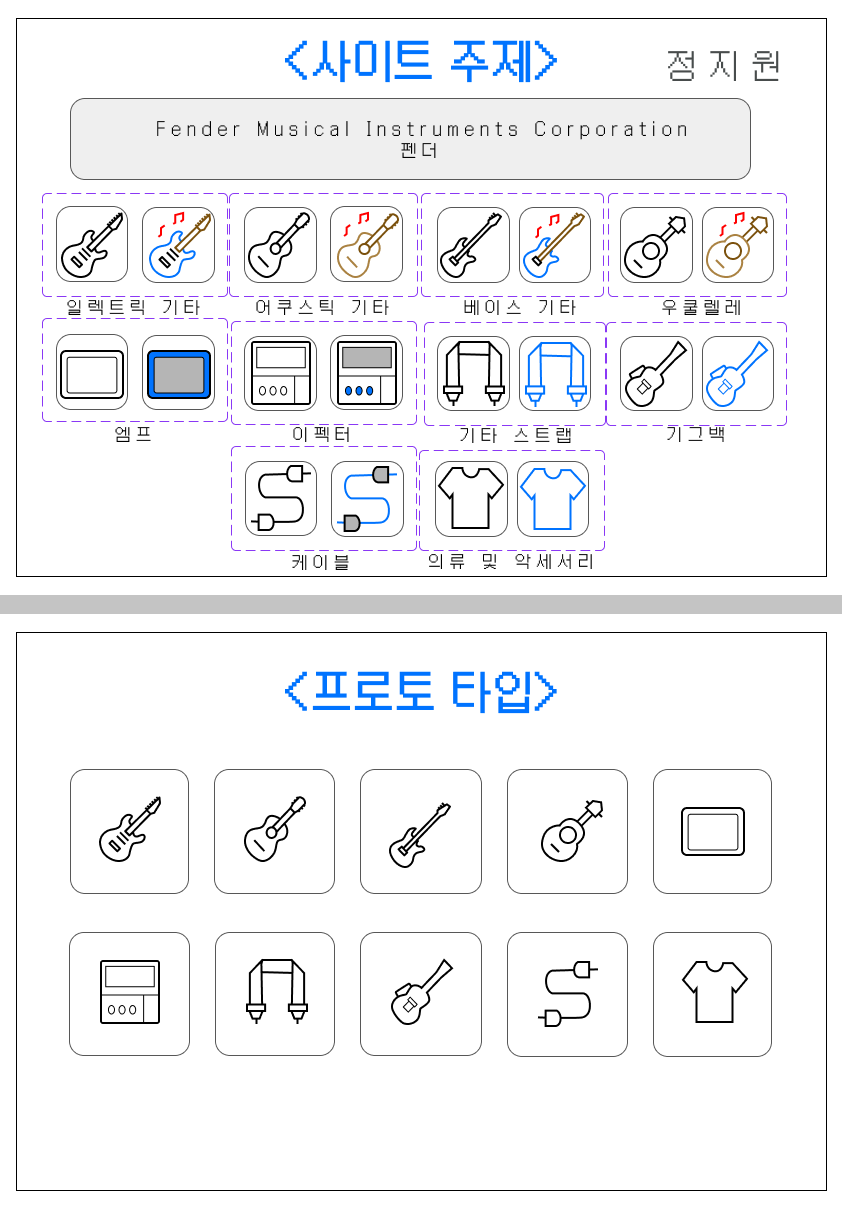 <사이트 주제>
정지원
Fender Musical Instruments Corporation
펜더
일렉트릭 기타
어쿠스틱 기타
베이스 기타
우쿨렐레
엠프
이펙터
기타 스트랩
기그백
케이블
의류 및 악세서리
<프로토 타입>